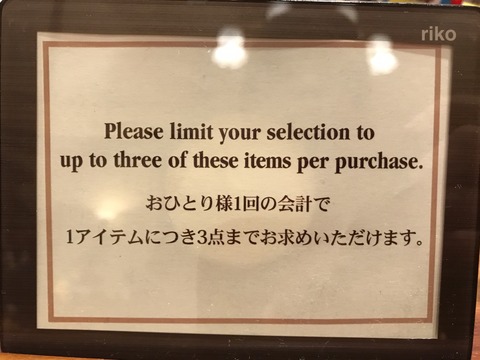 riko
Please limit your selection to
up to three of these items per purchase.
おひとり様1回の会計で
1アイテムにつき3点までお求めいただけます。